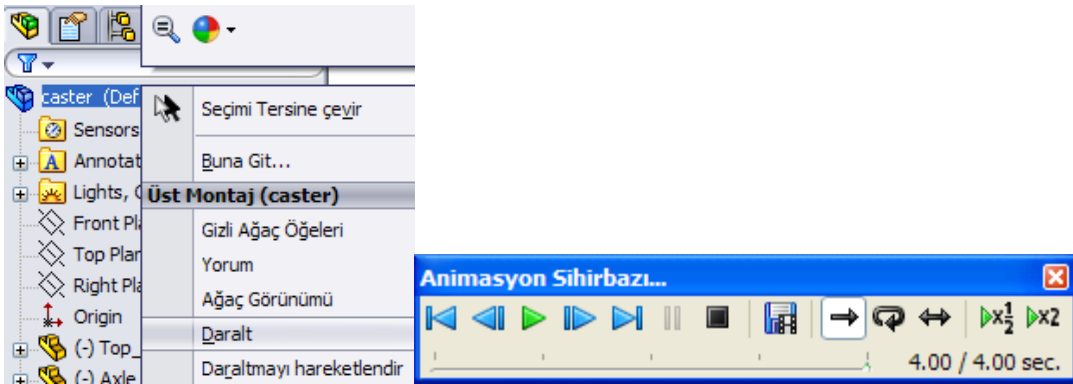 caster (Def
Seçimi Tersine çevir
Sensors
Annotat
Buna Git...
Lights, C
Üst Montaj (caster)
Front Pla
Gizli Ağaç Öğeleri
Top Plan
Yorum
Right Pla
Ağaç Görünümü
Origin
Daralt
(-) Top_
Daraltmayı hareketlendir
(-) Axle
Animasyon Sihirbazı...
x½
x2
4.00 / 4.00 sec.